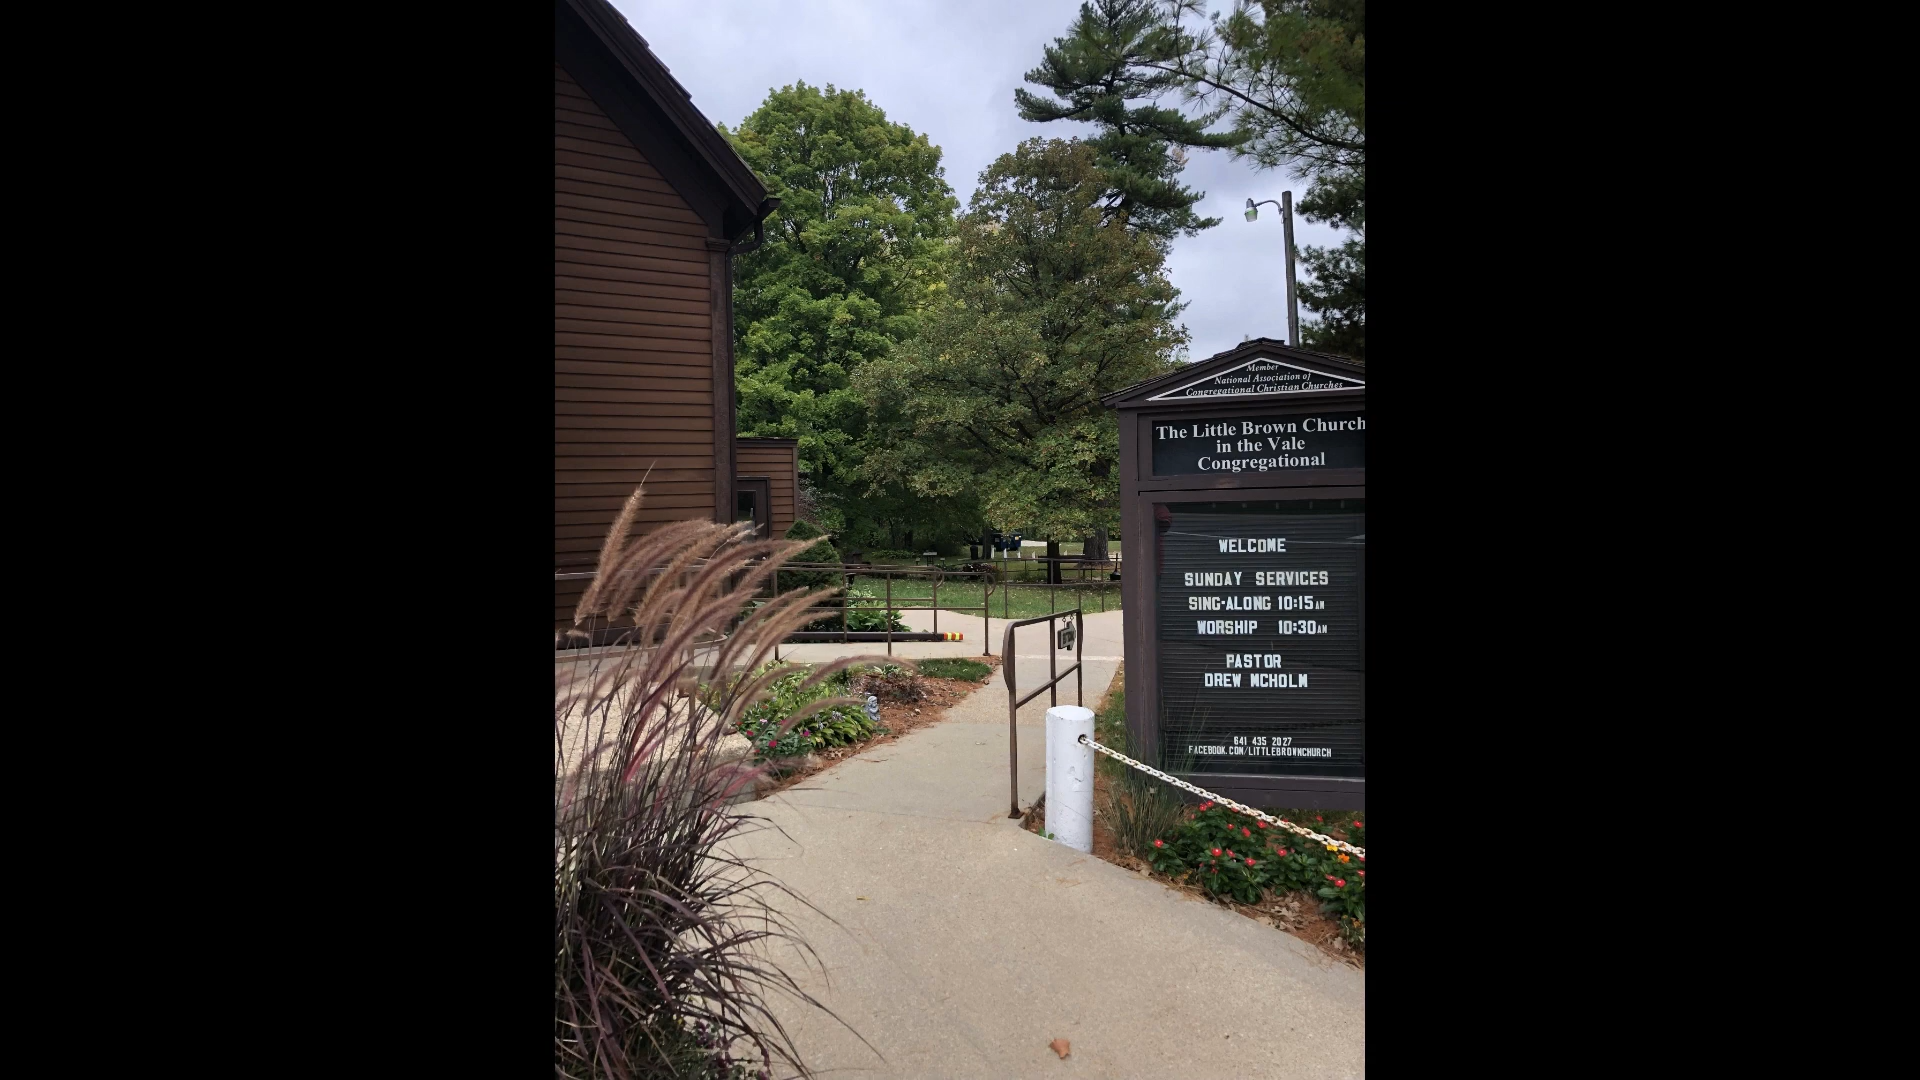 Member
National Association of
Congregational Christian Churches
The Little Brown Church
in the Vale
Congregational
WELCOME
SUNDAY SERVICES
SING-ALONG 10:15AM
WORSHIP 10:30AM
PASTOR
DREW MCHOLM
641 435 2027
FACEBOOK.COM/LITTLEBROWNCHURCH